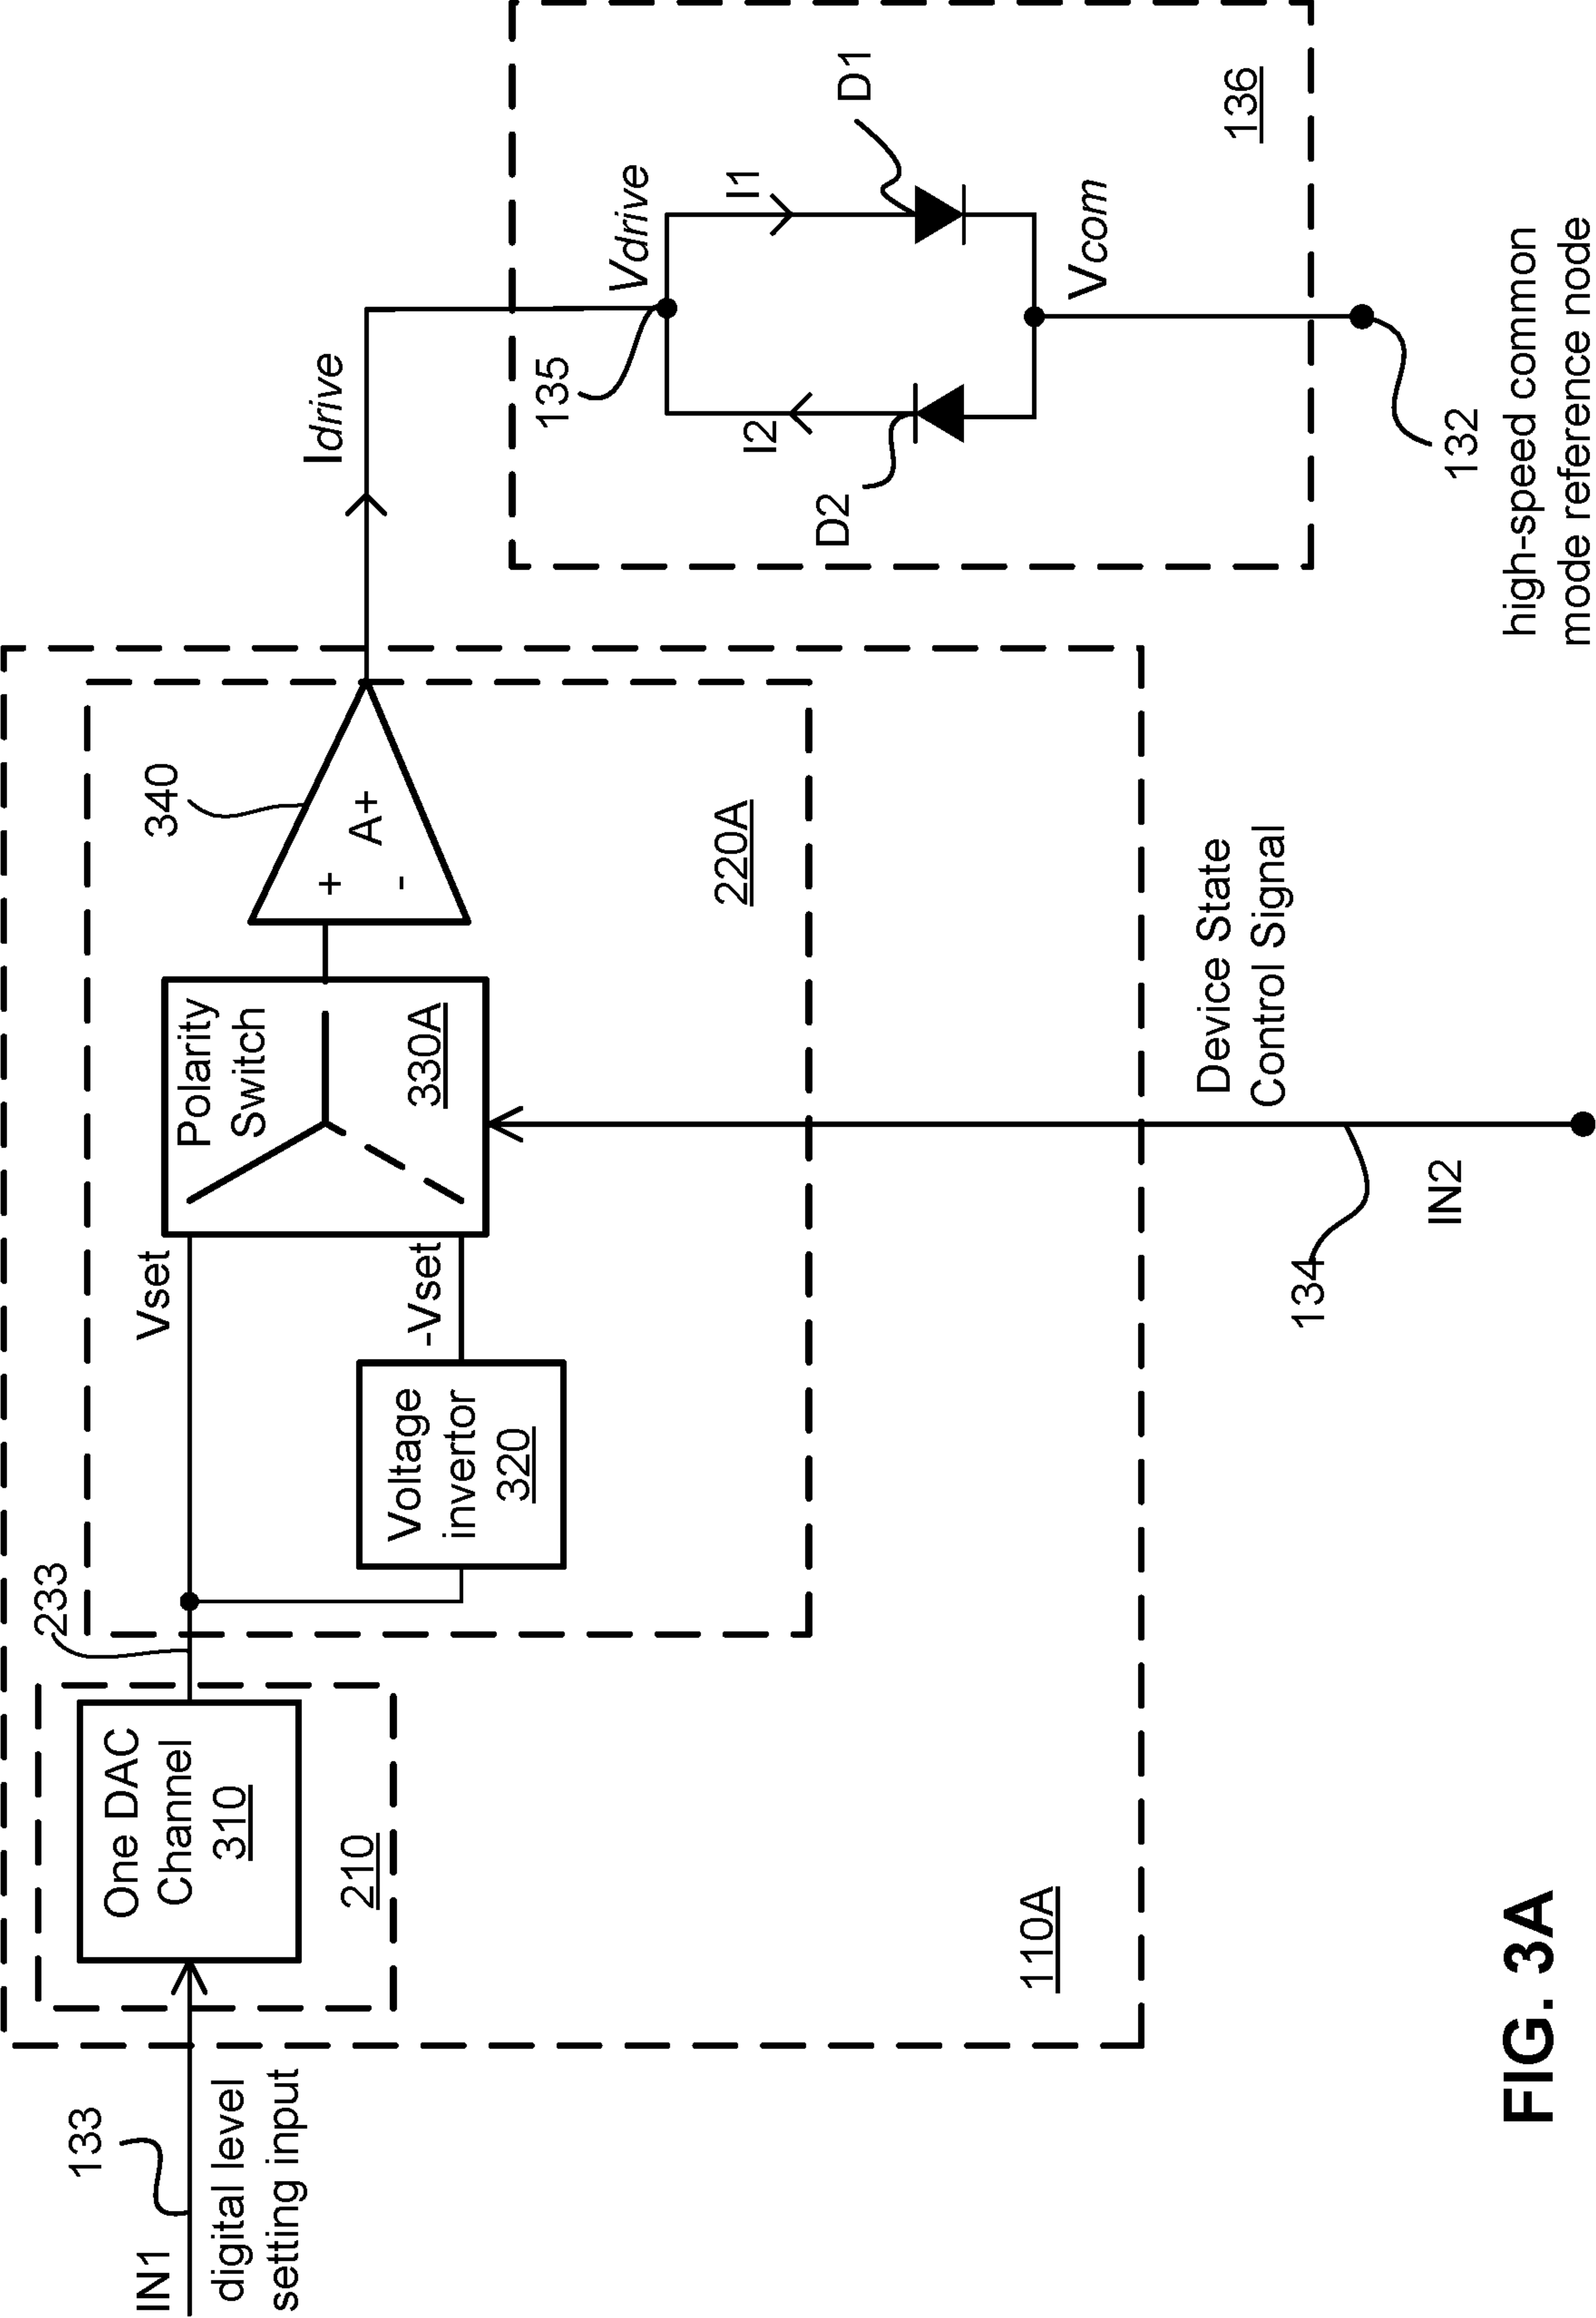 IN1
133
digital level
setting input
One DAC
Channel
310
210
233
Vset
-Vset
Voltage
invertor
320
Polarity
Switch
330A
340
+
A+
-
220A
110A
Device State
Control Signal
134
IN2
Idrive
135
Vdrive
I1
D1
I2
D2
Vcom
136
132
high-speed common
mode reference node
FIG. 3A